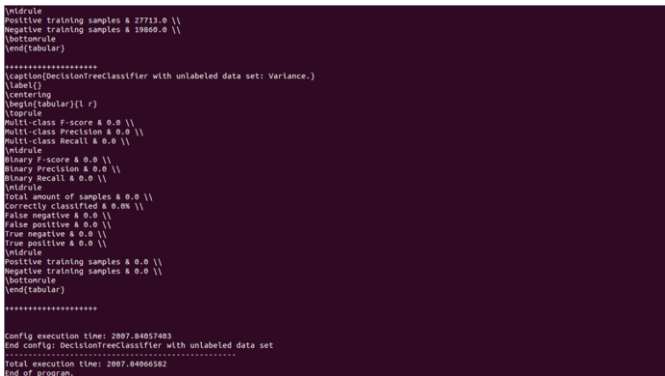 \midrule
Positive training samples & 27713.0 \\
Negative training samples & 19860.0 \\
\bottomrule
\end{tabular}
++++++++++++++++++++
\caption{DecisionTreeClassifier with unlabeled data set: Variance.}
\label{}
\centering
\begin{tabular}{l r}
\toprule
Multi-class F-score & 0.0 \\
Multi-class Precision & 0.0 \\
Multi-class Recall & 0.0 \\
\midrule
Binary F-score & 0.0 \\
Binary Precision & 0.0 \\
Binary Recall & 0.0 \\
\midrule
Total amount of samples & 0.0 \\
Correctly classified & 0.0% \\
False negative & 0.0 \\
False positive & 0.0 \\
True negative & 0.0 \\
True positive & 0.0 \\
\midrule
Positive training samples & 0.0 \\
Negative training samples & 0.0 \\
\bottomrule
\end{tabular}
++++++++++++++++++++
Config execution time: 2007.84057403
End config: DecisionTreeClassifier with unlabeled data set
--------------------------------------------------
Total execution time: 2007.84066582
End of program.